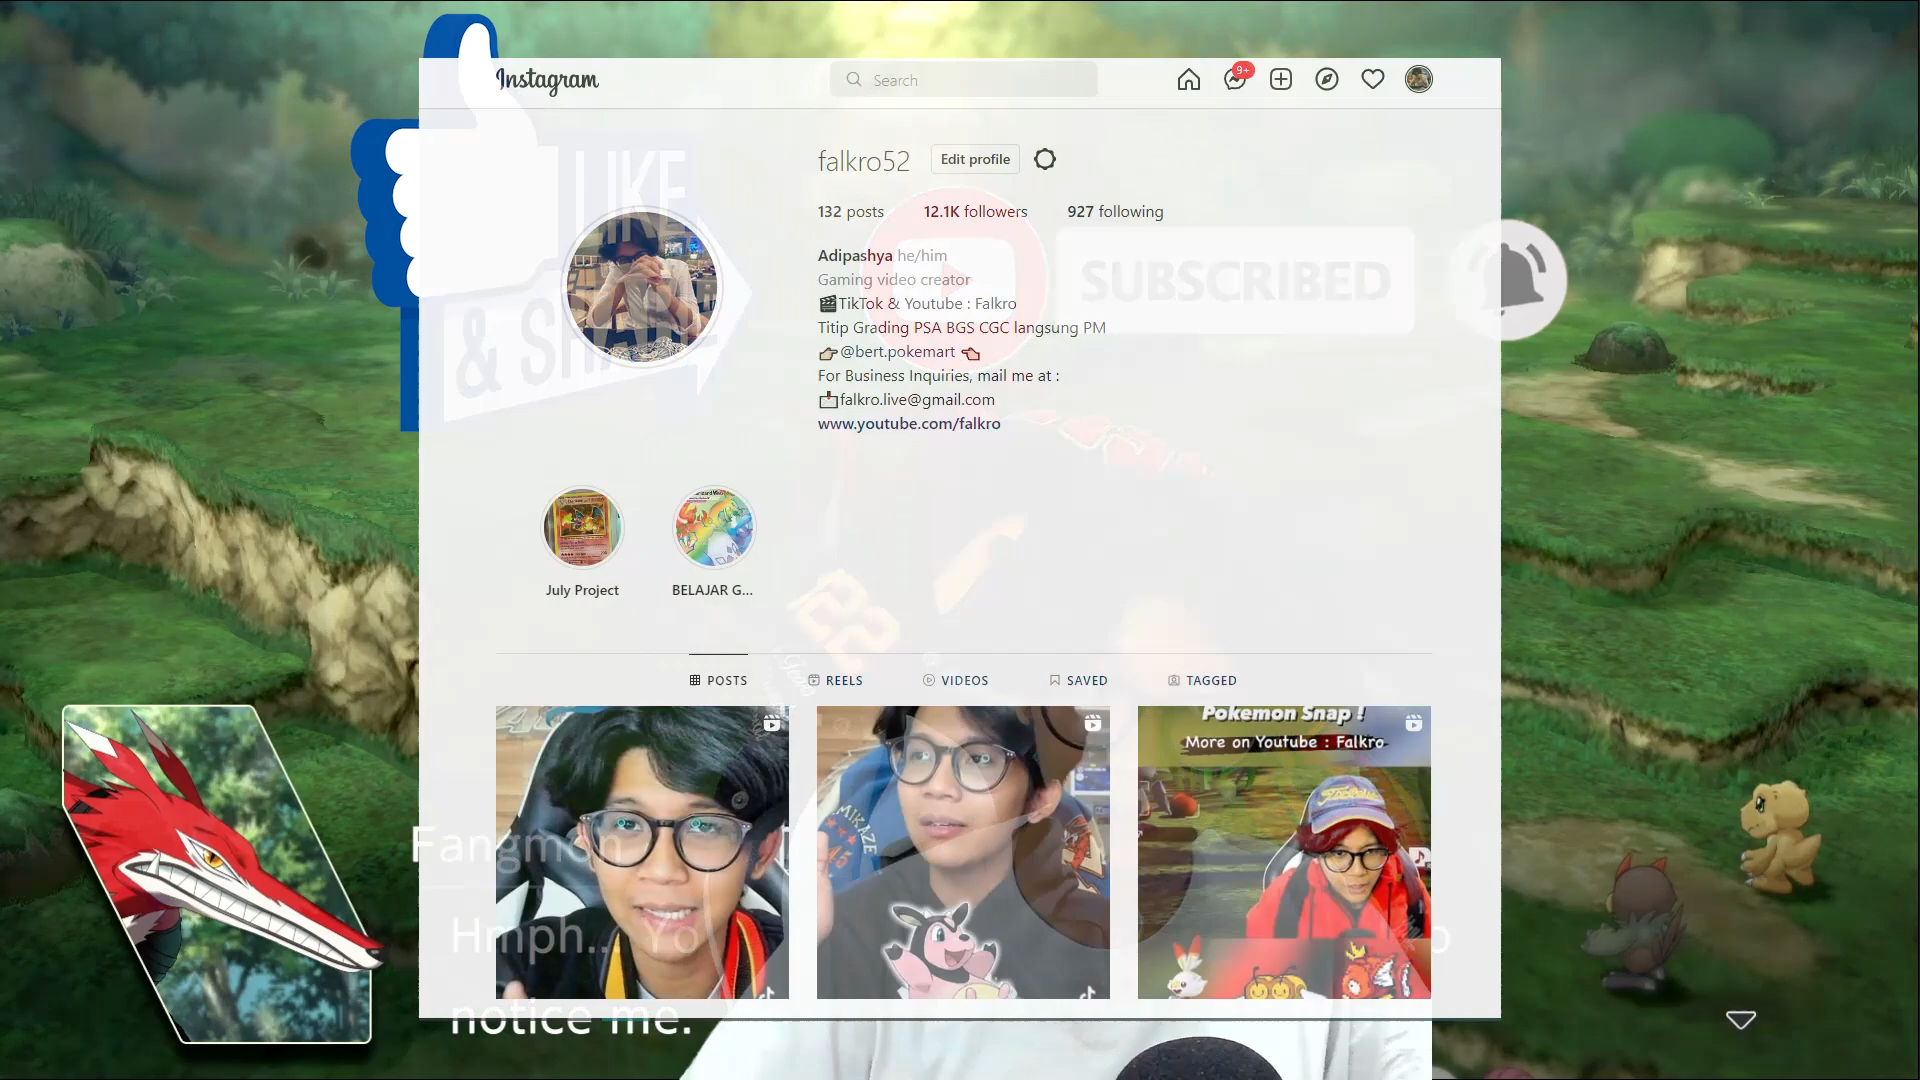 Instagram
Search
9+
falkro52 Edit profile
132 posts 12.1K followers 927 following
Adipashya he/him
Gaming video creator
TikTok & Youtube : Falkro
Titip Grading PSA BGS CGC langsung PM
@bert.pokemart
For Business Inquiries, mail me at :
falkro.live@gmail.com
www.youtube.com/falkro
LIKE
& SHARE
SUBSCRIBED
July Project BELAJAR G...
POSTS REELS VIDEOS SAVED TAGGED
Pokemon Snap !
More on Youtube : Falkro
MIKAZE
45
Fangmon
Hmph..
notice me.